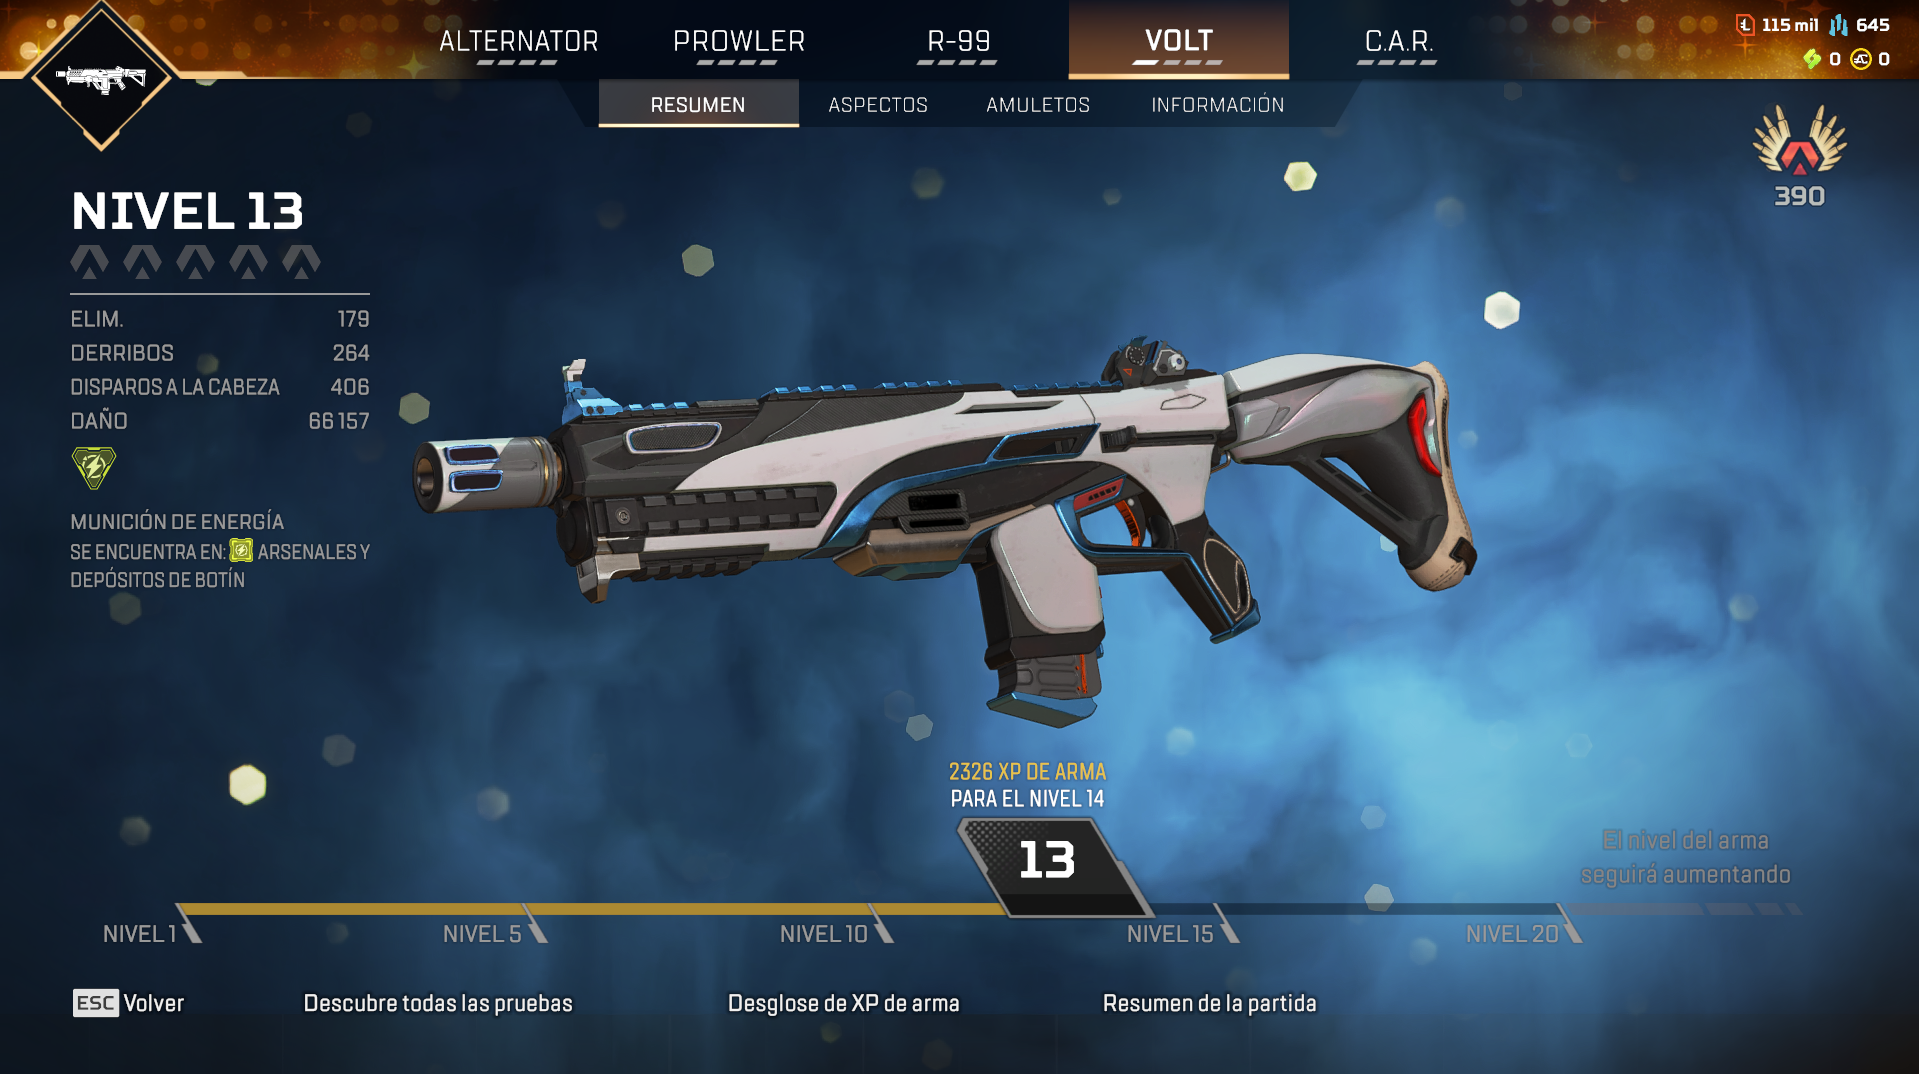 ALTERNATOR
PROWLER
R-99
VOLT
C.A.R.
115 mil
645
0
0
RESUMEN
ASPECTOS
AMULETOS
INFORMACIÓN
390
NIVEL 13
ELIM. 179
DERRIBOS 264
DISPAROS A LA CABEZA 406
DAÑO 66 157
MUNICIÓN DE ENERGÍA
SE ENCUENTRA EN: ARSENALES Y
DEPÓSITOS DE BOTÍN
2326 XP DE ARMA
PARA EL NIVEL 14
13
El nivel del arma
seguirá aumentando
NIVEL 1
NIVEL 5
NIVEL 10
NIVEL 15
NIVEL 20
ESC Volver
Descubre todas las pruebas
Desglose de XP de arma
Resumen de la partida